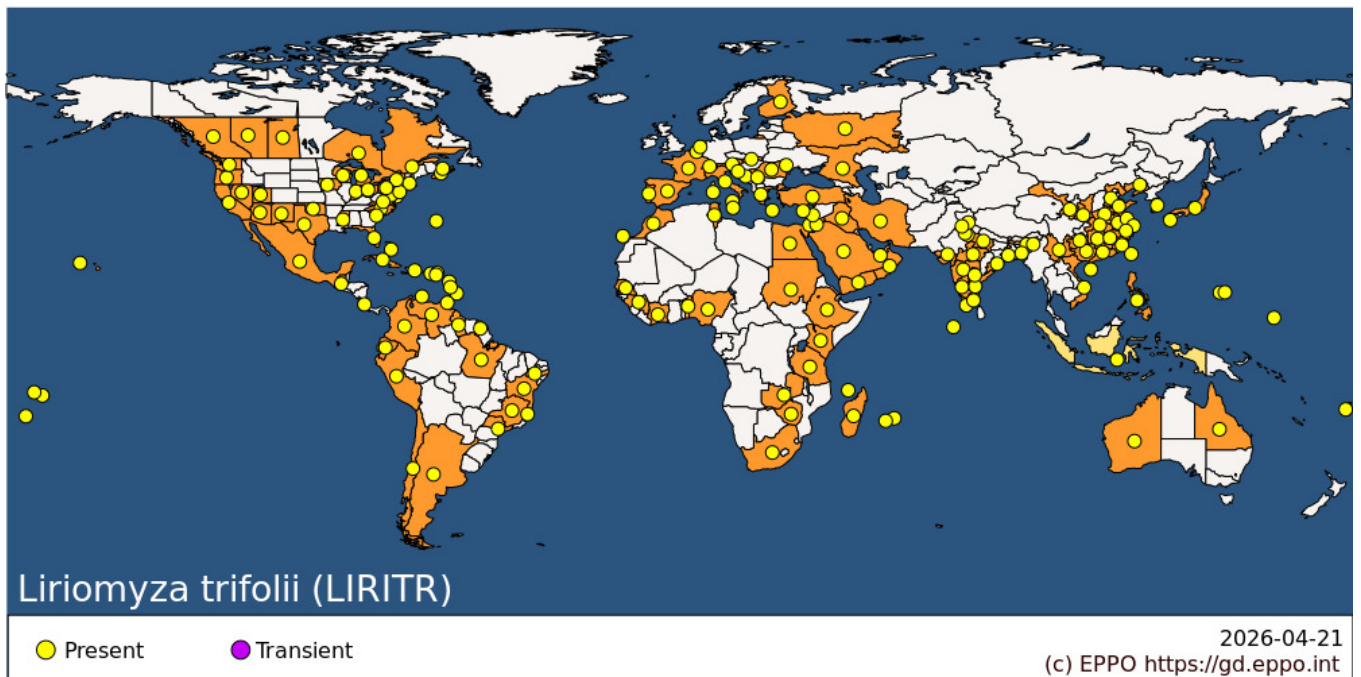 Liriomyza trifolii (LIRITR)
Present
Transient
2026-04-21
(c) EPPO https://gd.eppo.int